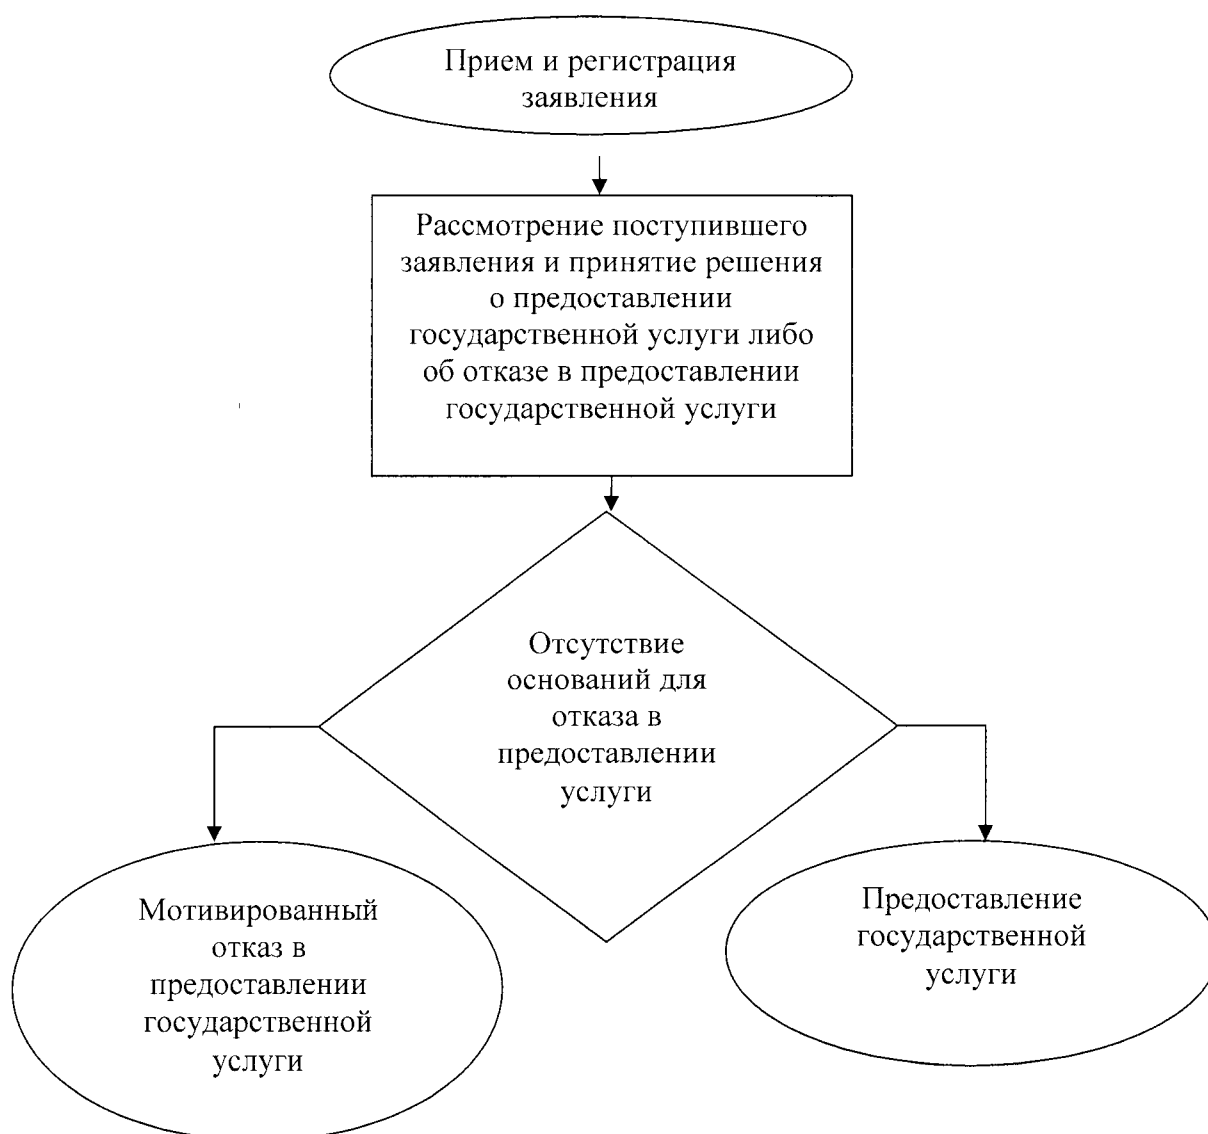 Прием и регистрация
заявления
Рассмотрение поступившего
заявления и принятие решения
о предоставлении
государственной услуги либо
об отказе в предоставлении
государственной услуги
Отсутствие
оснований для
отказа в
предоставлении
услуги
Мотивированный
отказ в
предоставлении
государственной
услуги
Предоставление
государственной
услуги